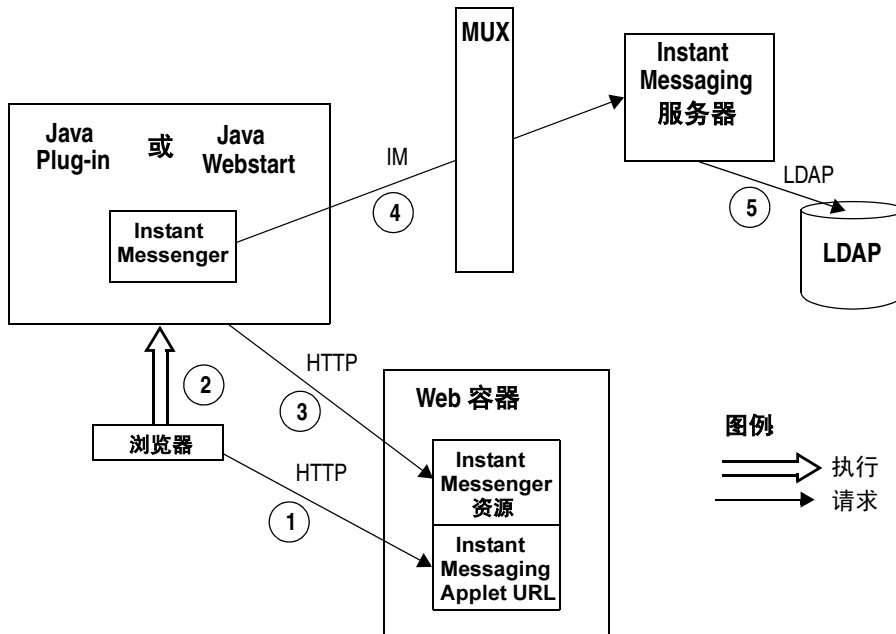 MUX
Instant
Messaging
服务器
Java
Plug-in
或
Java
Webstart
IM
4
LDAP
5
LDAP
Instant
Messenger
2
HTTP
3
Web 容器
浏览器
HTTP
1
Instant
Messenger
资源
Instant
Messaging
Applet URL
图例
执行
请求